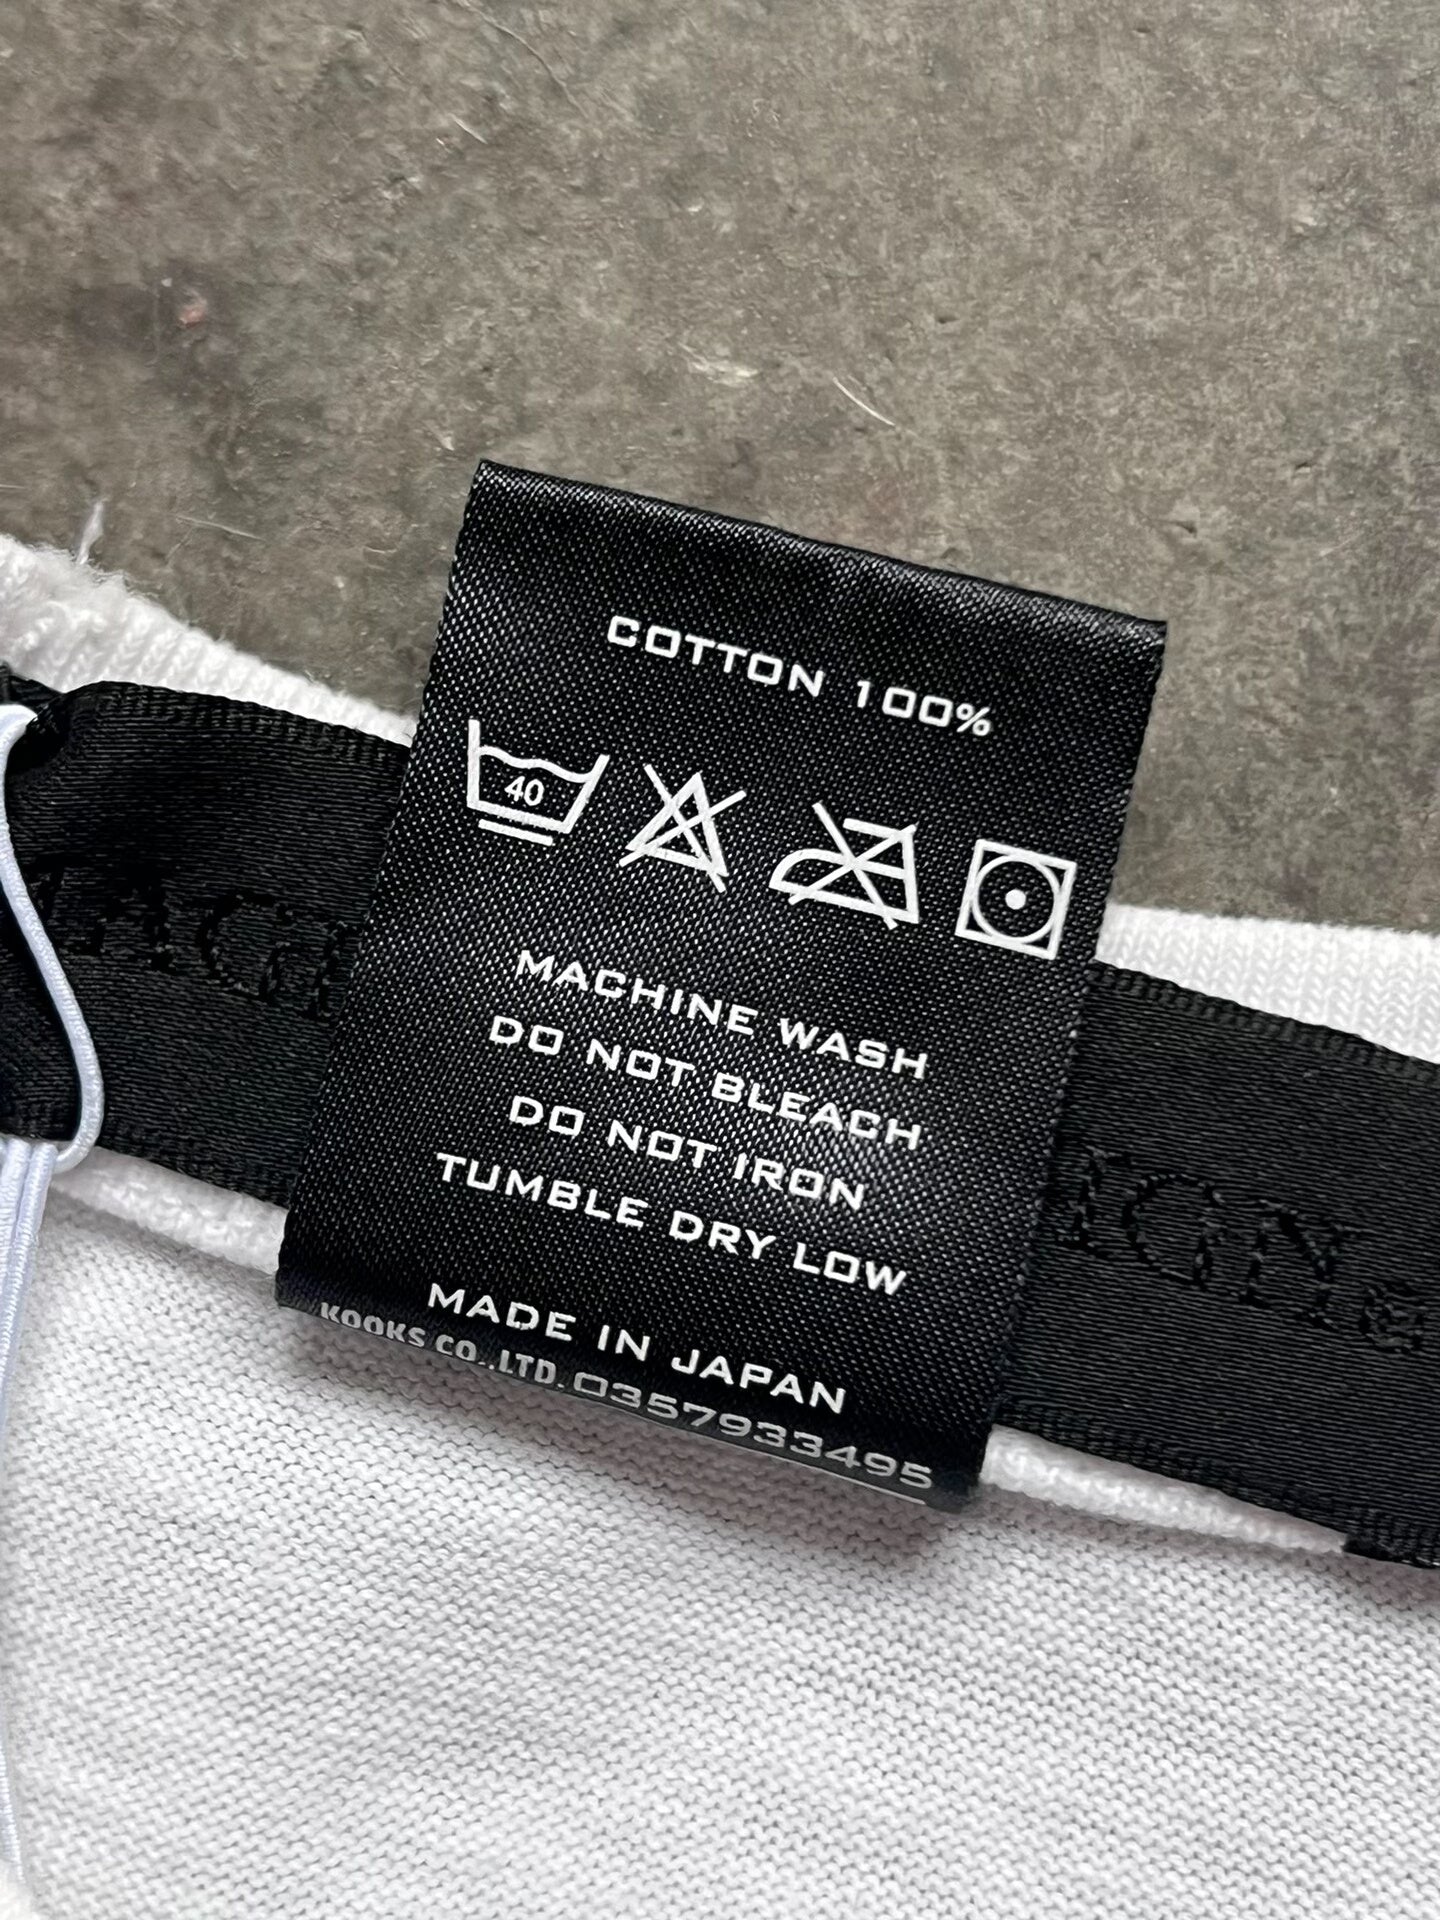 COTTON 100%
40
MACHINE WASH
DO NOT BLEACH
DO NOT IRON
TUMBLE DRY LOW
MADE IN JAPAN
KOOKS CO.,LTD. 0357933495